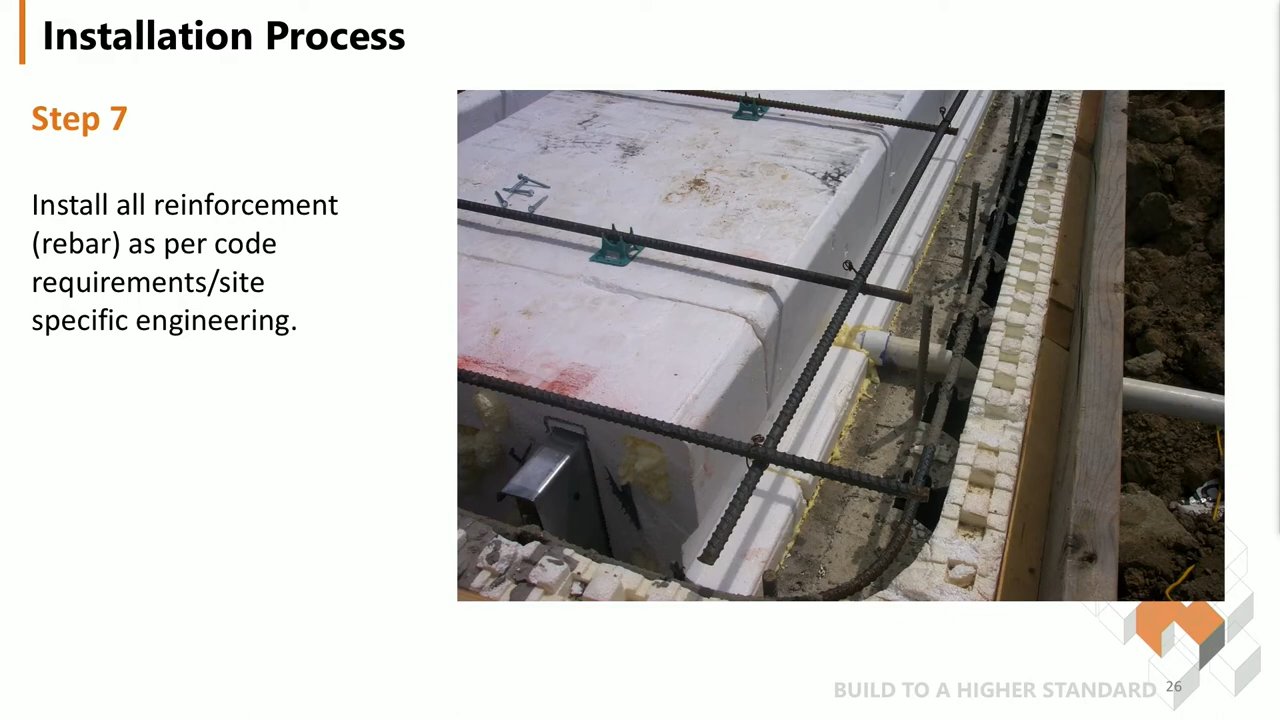 Installation Process
Step 7
Install all reinforcement
(rebar) as per code
requirements/site
specific engineering.
BUILD TO A HIGHER STANDARD
26